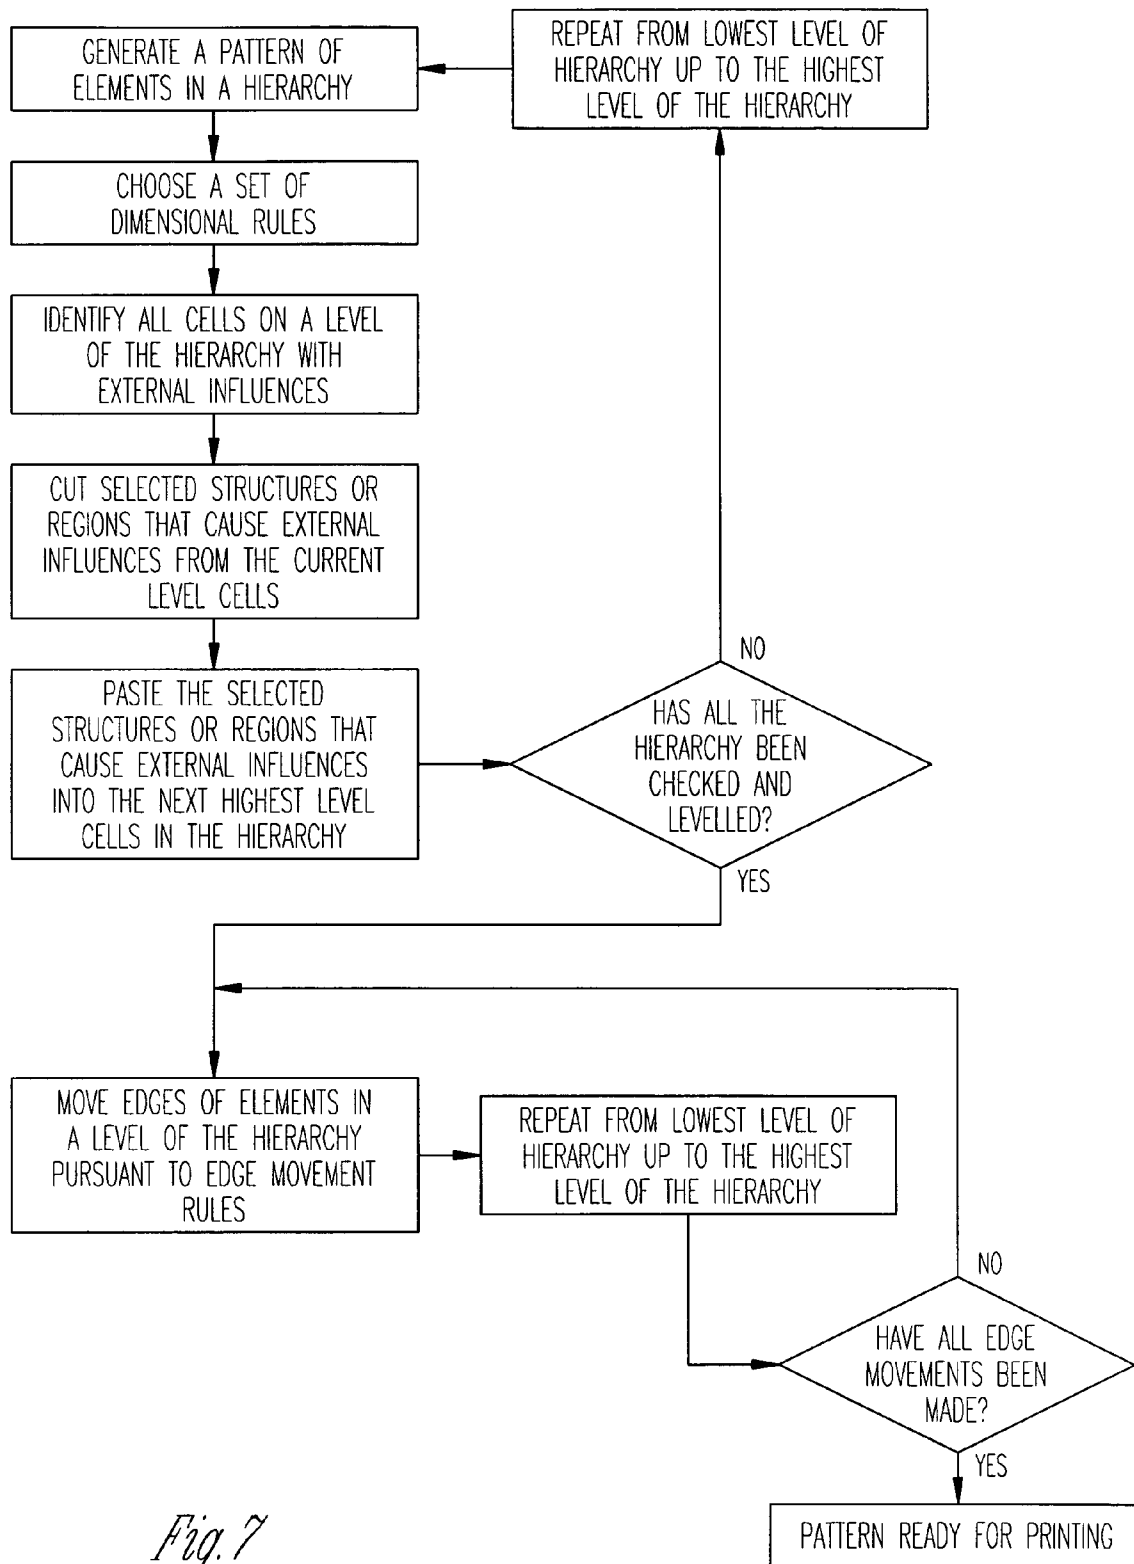 GENERATE A PATTERN OF
ELEMENTS IN A HIERARCHY
REPEAT FROM LOWEST LEVEL OF
HIERARCHY UP TO THE HIGHEST
LEVEL OF THE HIERARCHY
CHOOSE A SET OF
DIMENSIONAL RULES
IDENTIFY ALL CELLS ON A LEVEL
OF THE HIERARCHY WITH
EXTERNAL INFLUENCES
CUT SELECTED STRUCTURES OR
REGIONS THAT CAUSE EXTERNAL
INFLUENCES FROM THE CURRENT
LEVEL CELLS
PASTE THE SELECTED
STRUCTURES OR REGIONS THAT
CAUSE EXTERNAL INFLUENCES
INTO THE NEXT HIGHEST LEVEL
CELLS IN THE HIERARCHY
NO
HAS ALL THE
HIERARCHY BEEN
CHECKED AND
LEVELLED?
YES
MOVE EDGES OF ELEMENTS IN
A LEVEL OF THE HIERARCHY
PURSUANT TO EDGE MOVEMENT
RULES
REPEAT FROM LOWEST LEVEL OF
HIERARCHY UP TO THE HIGHEST
LEVEL OF THE HIERARCHY
NO
HAVE ALL EDGE
MOVEMENTS BEEN
MADE?
YES
PATTERN READY FOR PRINTING
Fig. 7